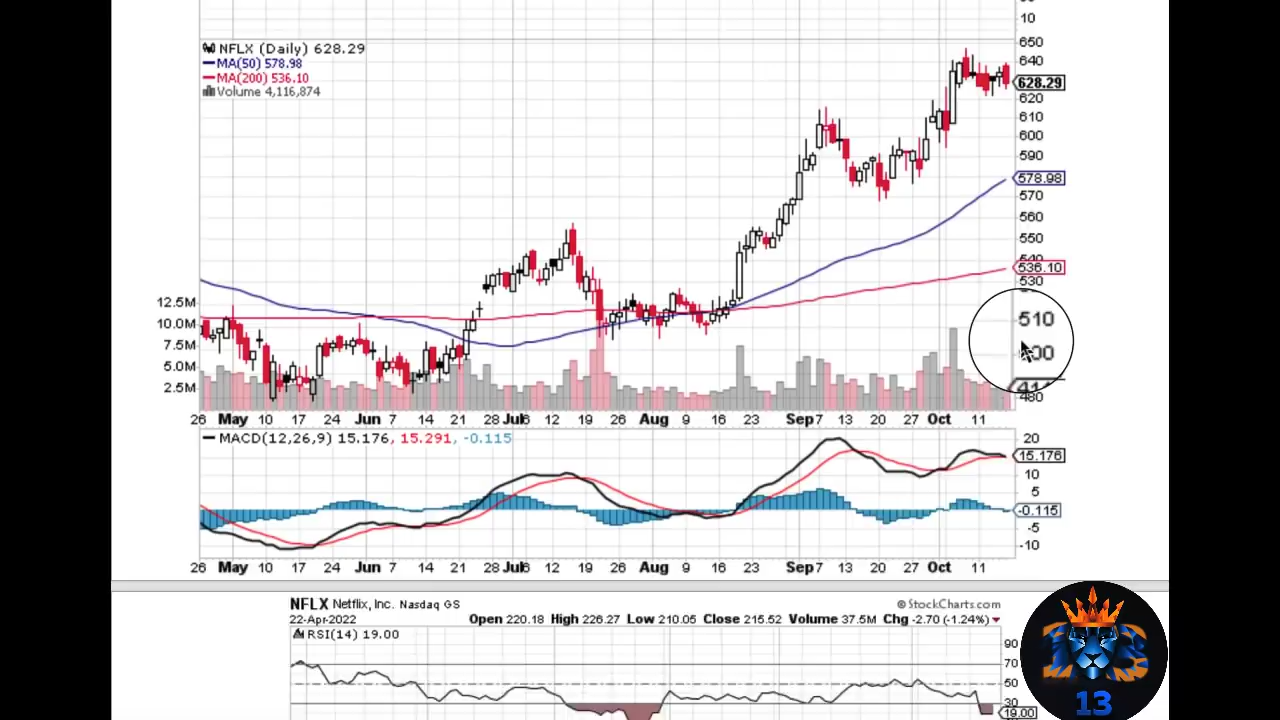 10
NFLX (Daily) 628.29
MA(50) 578.98
MA(200) 536.10
Volume 4,116,874
650
640
628.29
620
610
600
590
578.98
570
560
550
540
536.10
530
510
480
12.5M
10.0M
7.5M
5.0M
2.5M
26 May 10 17 24 Jun 7 14 21 28 Jul 12 19 26 Aug 9 16 23 Sep 7 13 20 27 Oct 11
MACD(12,26,9) 15.176, 15.291, -0.115
20
15.176
10
5
-0.115
-5
-10
26 May 10 17 24 Jun 7 14 21 28 Jul 12 19 26 Aug 9 16 23 Sep 7 13 20 27 Oct 11
NFLX Netflix, Inc. Nasdaq GS
© StockCharts.com
22-Apr-2022
Open 220.18 High 226.27 Low 210.05 Close 215.52 Volume 37.5M Chg -2.70 (-1.24%)
RSI(14) 19.00
90
70
50
30
19.00
13